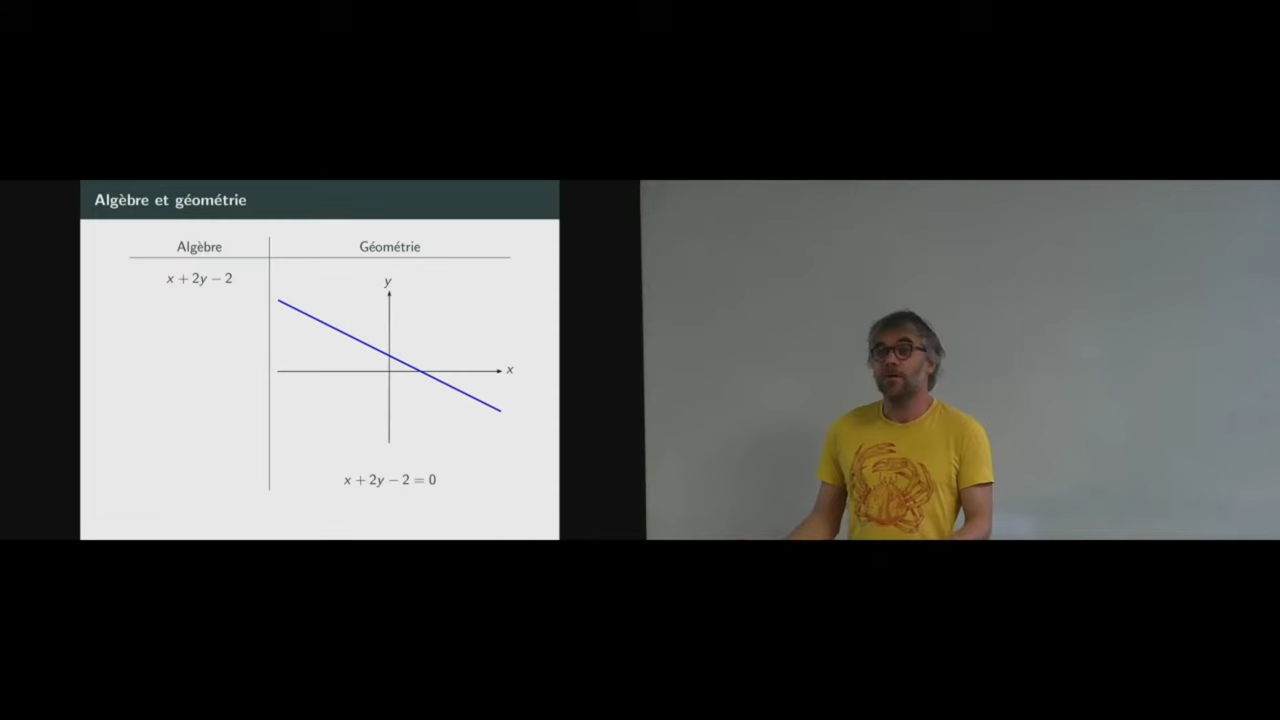 Algèbre et géométrie
Algèbre
Géométrie
x + 2y − 2
y
x
x + 2y − 2 = 0